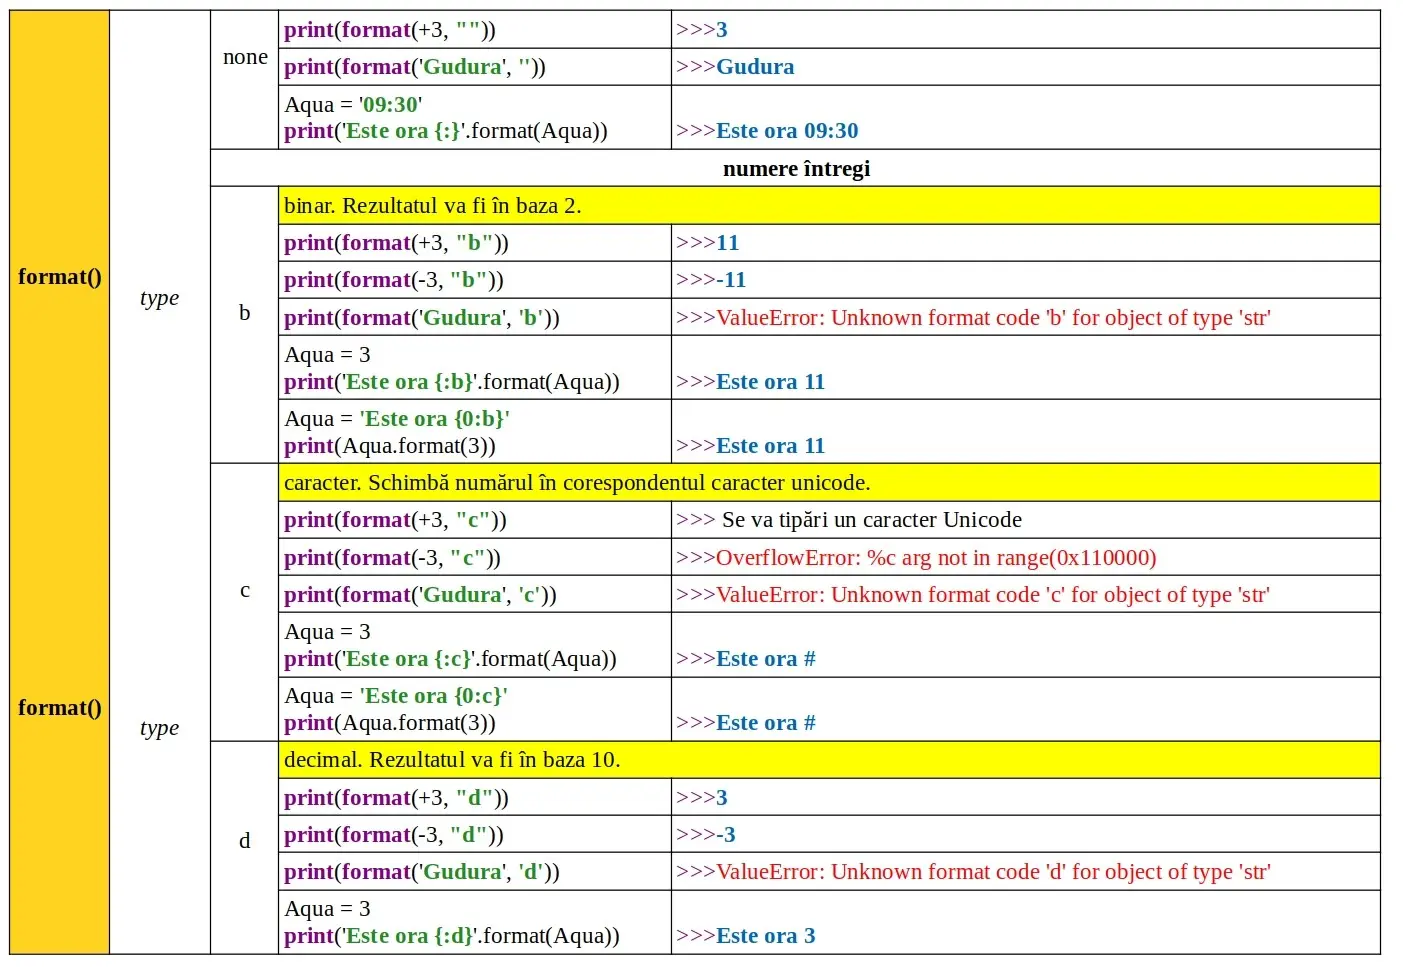 format()
type
none
print(format(+3, ""))
>>>3
print(format('Gudura', ''))
>>>Gudura
Aqua = '09:30'
print('Este ora {:}'.format(Aqua))
>>>Este ora 09:30
numere întregi
b
binar. Rezultatul va fi în baza 2.
print(format(+3, "b"))
>>>11
print(format(-3, "b"))
>>>-11
print(format('Gudura', 'b'))
>>>ValueError: Unknown format code 'b' for object of type 'str'
Aqua = 3
print('Este ora {:b}'.format(Aqua))
>>>Este ora 11
Aqua = 'Este ora {0:b}'
print(Aqua.format(3))
>>>Este ora 11
format()
type
c
caracter. Schimbă numărul în corespondentul caracter unicode.
print(format(+3, "c"))
>>> Se va tipări un caracter Unicode
print(format(-3, "c"))
>>>OverflowError: %c arg not in range(0x110000)
print(format('Gudura', 'c'))
>>>ValueError: Unknown format code 'c' for object of type 'str'
Aqua = 3
print('Este ora {:c}'.format(Aqua))
>>>Este ora #
Aqua = 'Este ora {0:c}'
print(Aqua.format(3))
>>>Este ora #
d
decimal. Rezultatul va fi în baza 10.
print(format(+3, "d"))
>>>3
print(format(-3, "d"))
>>>-3
print(format('Gudura', 'd'))
>>>ValueError: Unknown format code 'd' for object of type 'str'
Aqua = 3
print('Este ora {:d}'.format(Aqua))
>>>Este ora 3